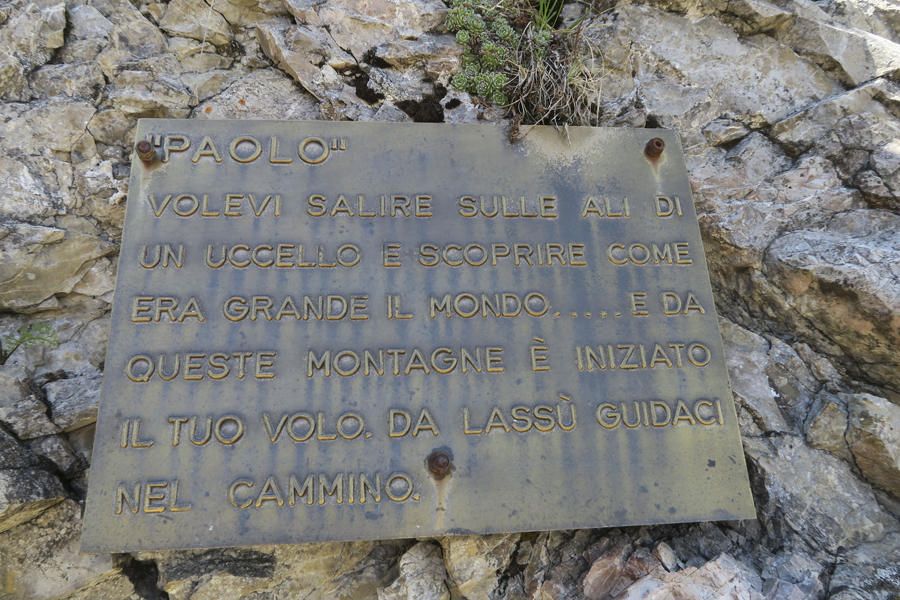 "PAOLO"
VOLEVI SALIRE SULLE ALI DI
UN UCCELLO E SCOPRIRE COME
ERA GRANDE IL MONDO.....E DA
QUESTE MONTAGNE È INIZIATO
IL TUO VOLO. DA LASSÙ GUIDACI
NEL CAMMINO.